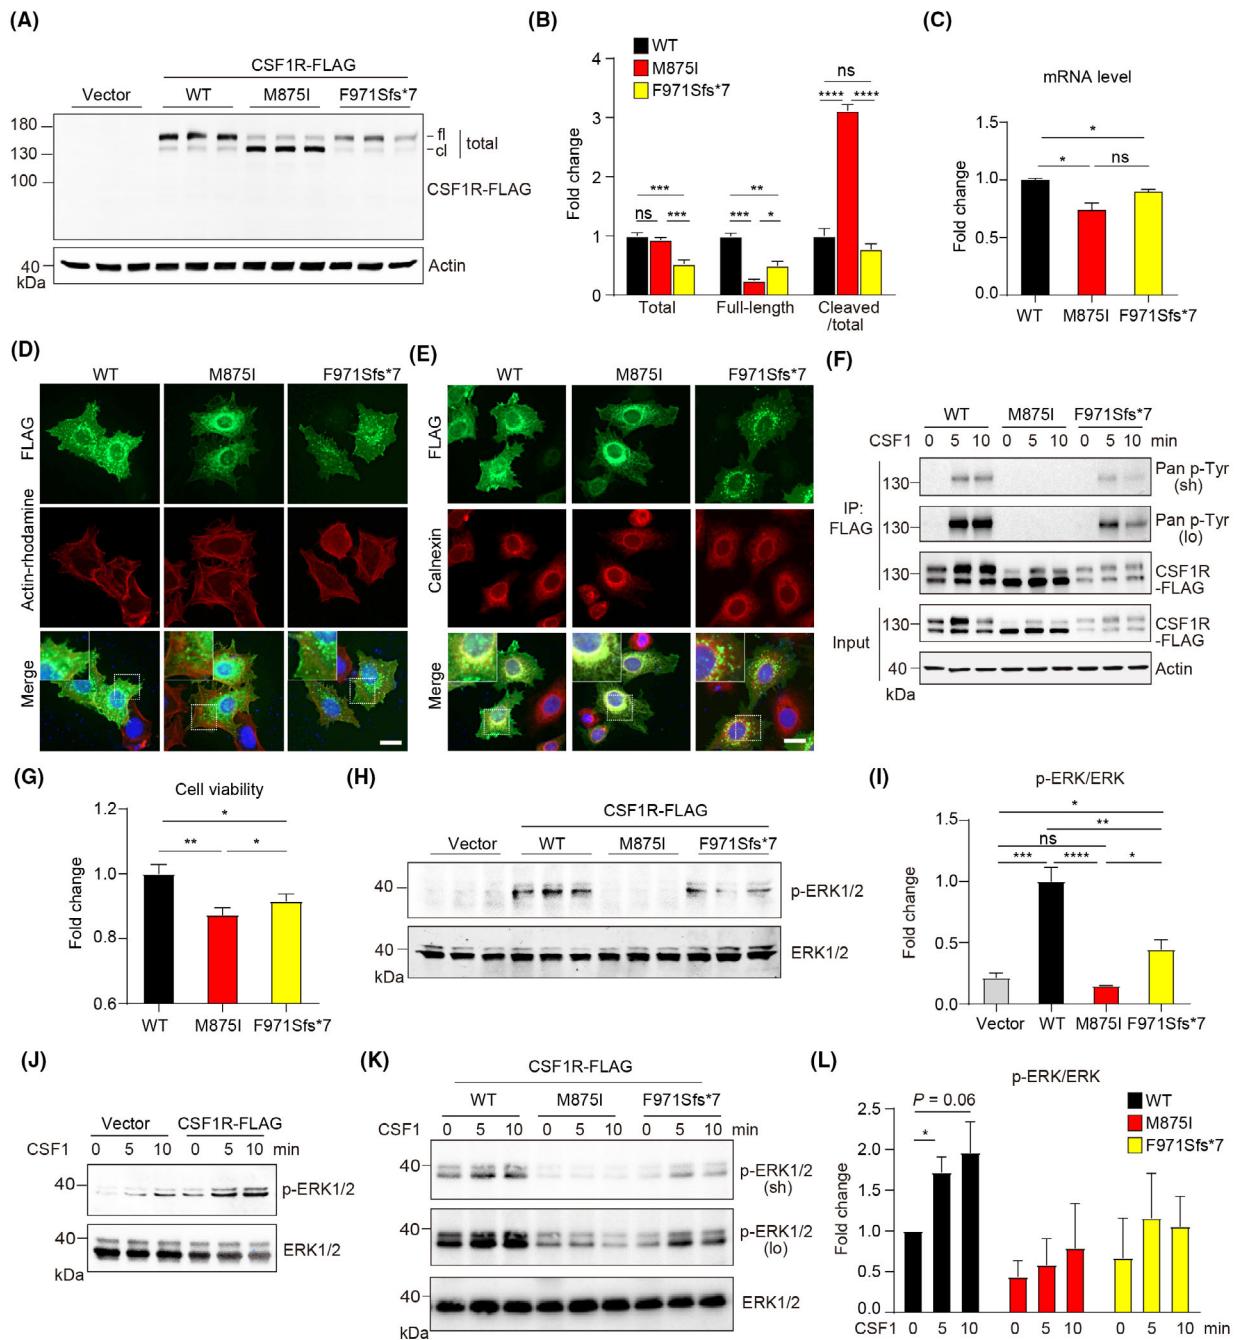 (A)
CSF1R-FLAG
Vector WT M875I F971Sfs*7
180
130
100
40
kDa
fl
cl
total
CSF1R-FLAG
Actin
(B)
WT
M875I
F971Sfs*7
Fold change
4
3
2
1
0
ns
**** ****
***
ns ***
**
*** *
Total Full-length Cleaved
/total
(C)
mRNA level
Fold change
1.5
1.0
0.5
0.0
*
* ns
WT M875I F971Sfs*7
(D)
WT M875I F971Sfs*7
FLAG
Actin-rhodamine
Merge
(E)
WT M875I F971Sfs*7
FLAG
Calnexin
Merge
(F)
WT M875I F971Sfs*7
CSF1 0 5 10 0 5 10 0 5 10 min
IP:
FLAG
130
Pan p-Tyr
(sh)
130
Pan p-Tyr
(lo)
130
CSF1R
-FLAG
Input
130
CSF1R
-FLAG
40
Actin
kDa
(G)
Cell viability
Fold change
1.2
1.0
0.8
0.6
*
** *
WT M875I F971Sfs*7
(H)
CSF1R-FLAG
Vector WT M875I F971Sfs*7
40
p-ERK1/2
40
ERK1/2
kDa
(I)
p-ERK/ERK
Fold change
1.5
1.0
0.5
0.0
*
**
ns
*** **** *
Vector WT M875I F971Sfs*7
(J)
Vector CSF1R-FLAG
CSF1 0 5 10 0 5 10 min
40
p-ERK1/2
40
ERK1/2
kDa
(K)
CSF1R-FLAG
WT M875I F971Sfs*7
CSF1 0 5 10 0 5 10 0 5 10 min
40
p-ERK1/2
(sh)
40
p-ERK1/2
(lo)
40
ERK1/2
kDa
(L)
p-ERK/ERK
WT
M875I
F971Sfs*7
Fold change
2.5
2.0
1.5
1.0
0.5
0.0
P = 0.06
*
CSF1 0 5 10 0 5 10 0 5 10 min